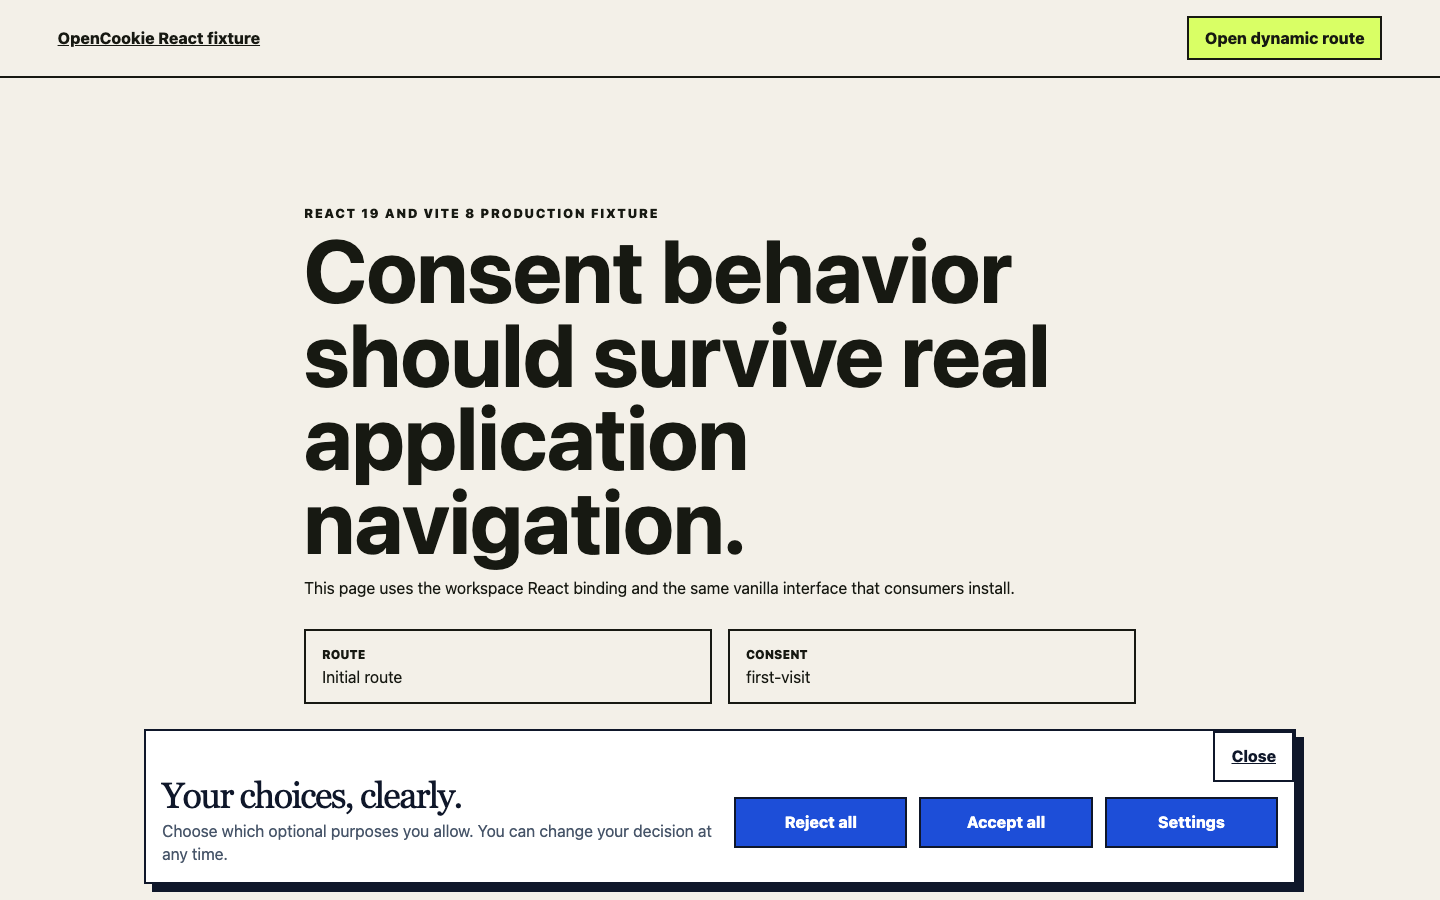 OpenCookie React fixture
Open dynamic route
REACT 19 AND VITE 8 PRODUCTION FIXTURE
Consent behavior
should survive real
application
navigation.
This page uses the workspace React binding and the same vanilla interface that consumers install.
ROUTE
Initial route
CONSENT
first-visit
Close
Your choices, clearly.
Choose which optional purposes you allow. You can change your decision at
any time.
Reject all
Accept all
Settings